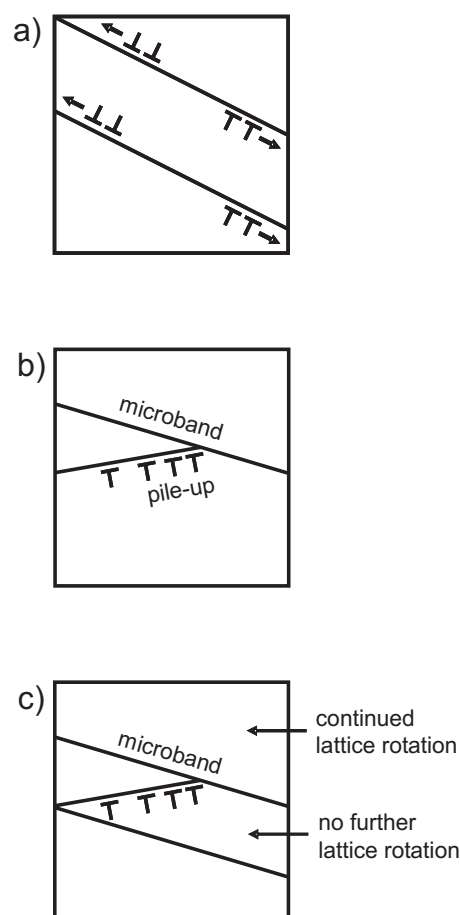 a)
b)
microband
pile-up
c)
microband
continued
lattice rotation
no further
lattice rotation